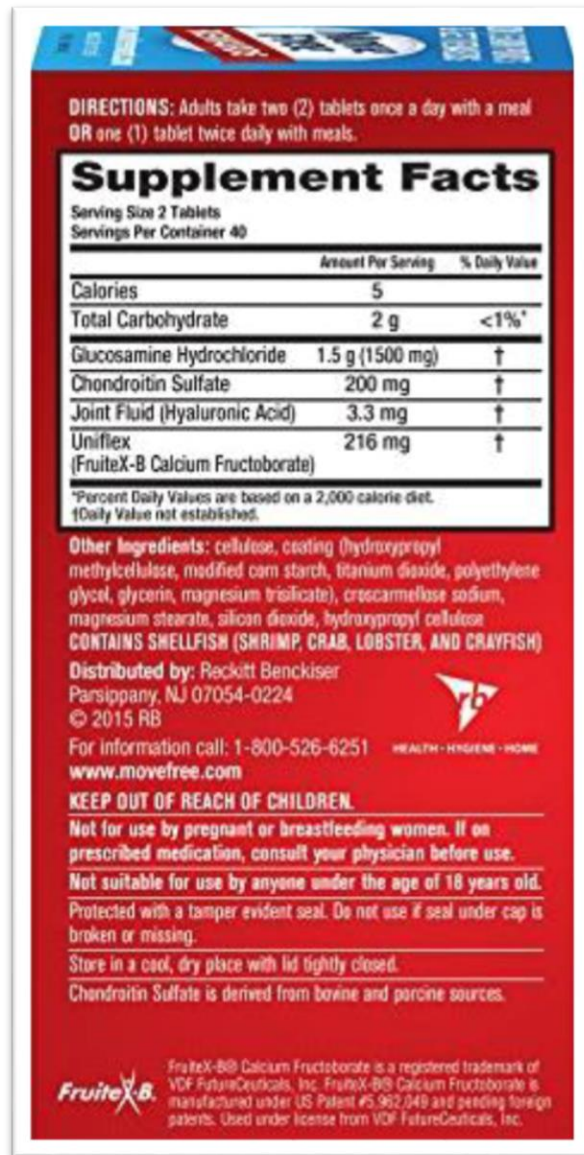 DIRECTIONS: Adults take two (2) tablets once a day with a meal
OR one (1) tablet twice daily with meals.
Supplement Facts
Serving Size 2 Tablets
Servings Per Container 40
Amount Per Serving % Daily Value
Calories 5
Total Carbohydrate 2 g <1%*
Glucosamine Hydrochloride 1.5 g (1500 mg) †
Chondroitin Sulfate 200 mg †
Joint Fluid (Hyaluronic Acid) 3.3 mg †
Uniflex 216 mg †
(FruiteX-B Calcium Fructoborate)
*Percent Daily Values are based on a 2,000 calorie diet.
†Daily Value not established.
Other Ingredients: cellulose, coating (hydroxypropyl
methylcellulose, modified corn starch, titanium dioxide, polyethylene
glycol, glycerin, magnesium trisilicate), croscarmellose sodium,
magnesium stearate, silicon dioxide, hydroxypropyl cellulose
CONTAINS SHELLFISH (SHRIMP, CRAB, LOBSTER, AND CRAYFISH)
Distributed by: Reckitt Benckiser
Parsippany, NJ 07054-0224
© 2015 RB
rb
For information call: 1-800-526-6251
HEALTH • HYGIENE • HOME
www.movefree.com
KEEP OUT OF REACH OF CHILDREN.
Not for use by pregnant or breastfeeding women. If on
prescribed medication, consult your physician before use.
Not suitable for use by anyone under the age of 18 years old.
Protected with a tamper evident seal. Do not use if seal under cap is
broken or missing.
Store in a cool, dry place with lid tightly closed.
Chondroitin Sulfate is derived from bovine and porcine sources.
FruiteX-B.
FruiteX-B® Calcium Fructoborate is a registered trademark of
VDF FutureCeuticals, Inc. FruiteX-B® Calcium Fructoborate is
manufactured under US Patent #5,962,049 and pending foreign
patents. Used under license from VDF FutureCeuticals, Inc.